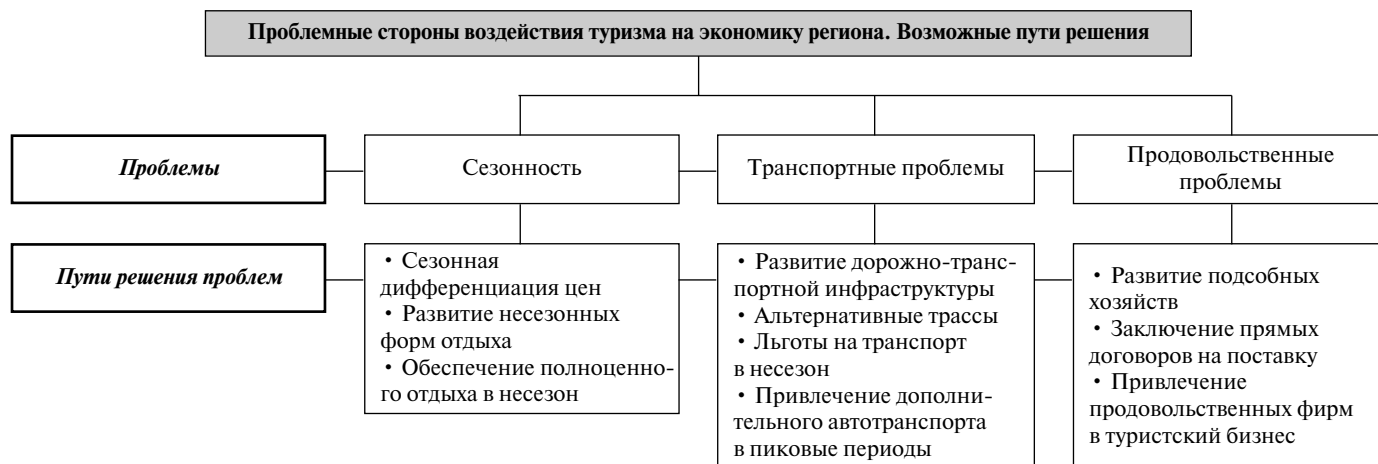 Проблемные стороны воздействия туризма на экономику региона. Возможные пути решения
Проблемы
Сезонность
Транспортные проблемы
Продовольственные
проблемы
Пути решения проблем
• Сезонная
дифференциация цен
• Развитие несезонных
форм отдыха
• Обеспечение полноценно-
го отдыха в несезон
• Развитие дорожно-транс-
портной инфраструктуры
• Альтернативные трассы
• Льготы на транспорт
в несезон
• Привлечение дополни-
тельного автотранспорта
в пиковые периоды
• Развитие подсобных
хозяйств
• Заключение прямых
договоров на поставку
• Привлечение
продовольственных фирм
в туристский бизнес